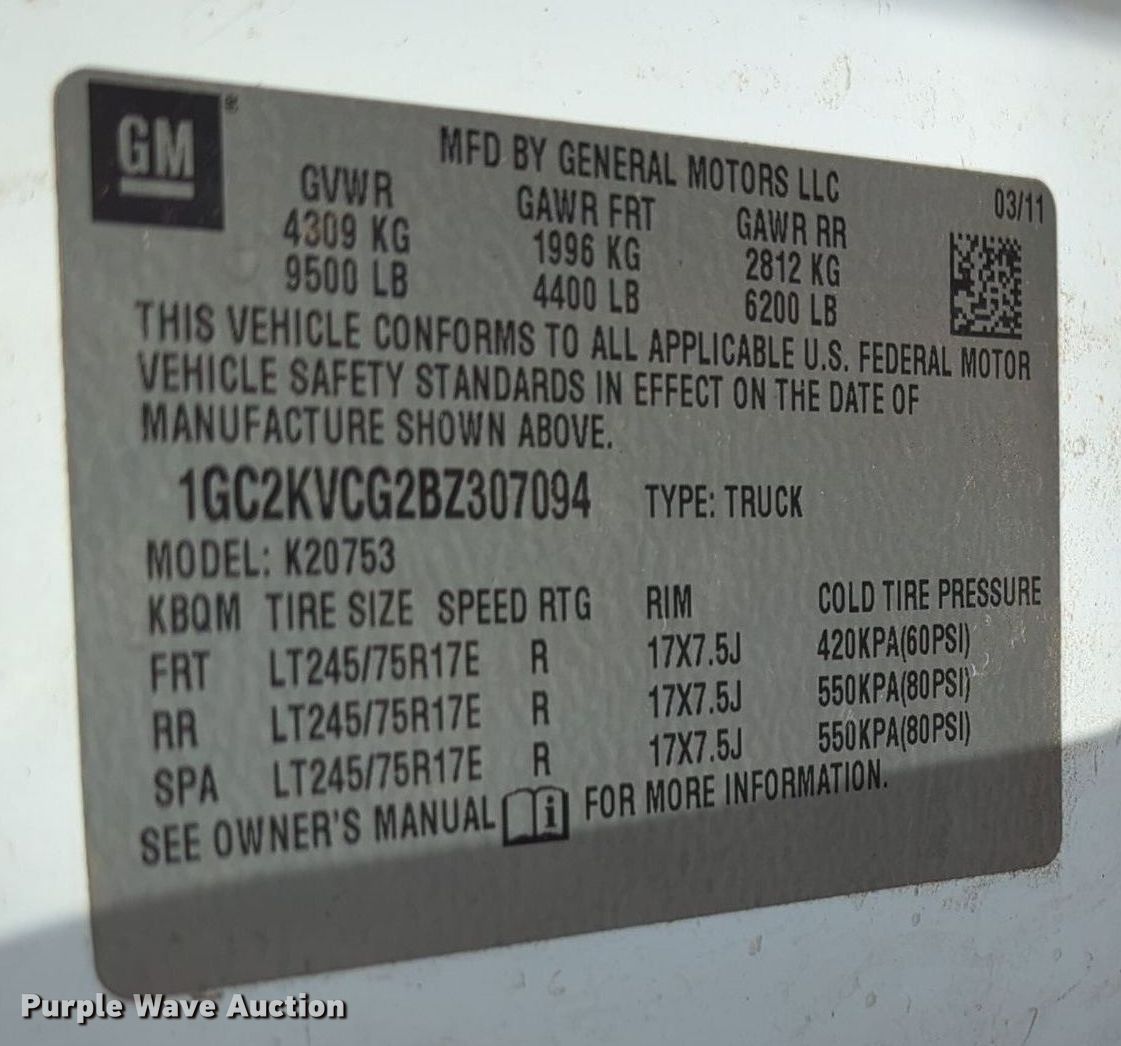 GM ®
MFD BY GENERAL MOTORS LLC
03/11
GVWR GAWR FRT GAWR RR
4309 KG 1996 KG 2812 KG
9500 LB 4400 LB 6200 LB
THIS VEHICLE CONFORMS TO ALL APPLICABLE U.S. FEDERAL MOTOR
VEHICLE SAFETY STANDARDS IN EFFECT ON THE DATE OF
MANUFACTURE SHOWN ABOVE.
1GC2KVCG2BZ307094 TYPE: TRUCK
MODEL: K20753
KBQM TIRE SIZE SPEED RTG RIM COLD TIRE PRESSURE
FRT LT245/75R17E R 17X7.5J 420KPA(60PSI)
RR LT245/75R17E R 17X7.5J 550KPA(80PSI)
SPA LT245/75R17E R 17X7.5J 550KPA(80PSI)
SEE OWNER'S MANUAL i FOR MORE INFORMATION.
Purple Wave Auction